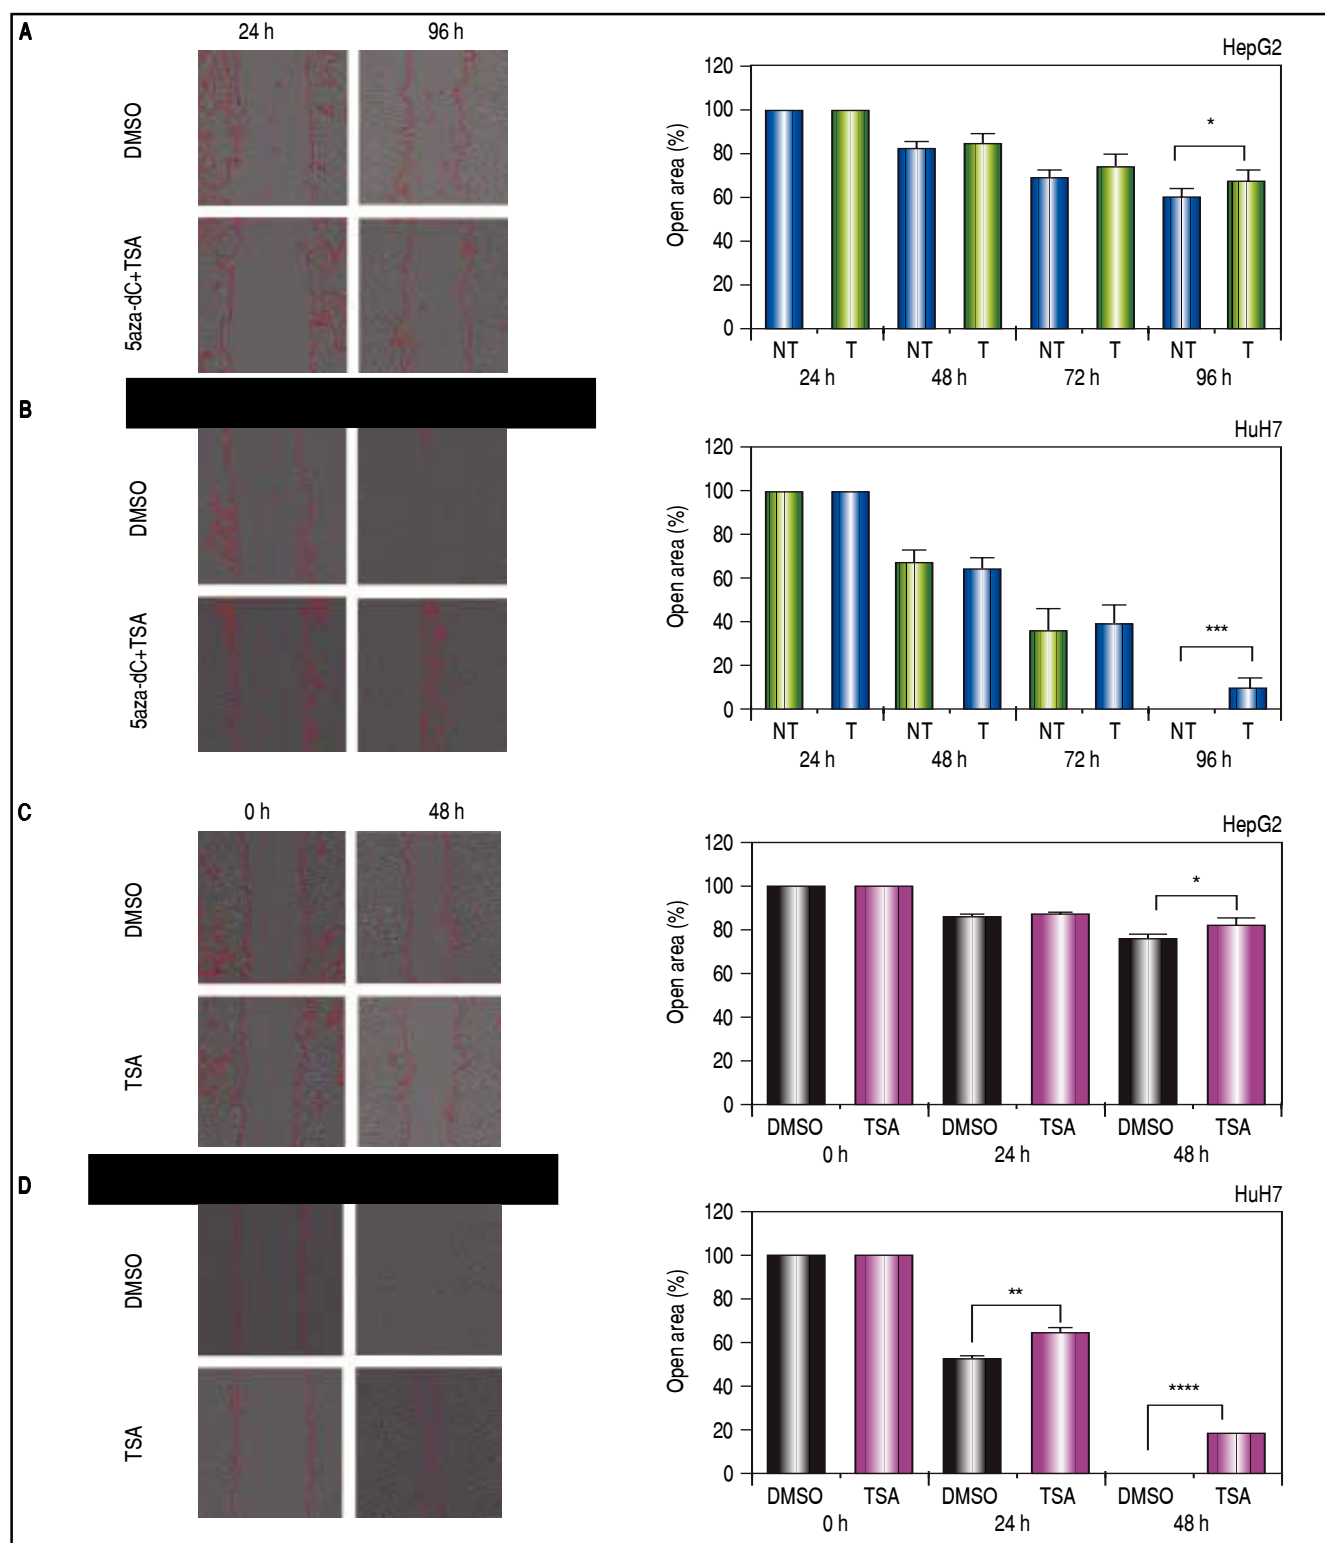 A
24 h 96 h
DMSO
5aza-dC+TSA
HepG2
Open area (%)
120
100
80
60
40
20
0
*
NT T NT T NT T NT T
24 h 48 h 72 h 96 h
B
DMSO
5aza-dC+TSA
HuH7
Open area (%)
120
100
80
60
40
20
0
***
NT T NT T NT T NT T
24 h 48 h 72 h 96 h
C
0 h 48 h
DMSO
TSA
HepG2
Open area (%)
120
100
80
60
40
20
0
*
DMSO TSA DMSO TSA DMSO TSA
0 h 24 h 48 h
D
DMSO
TSA
HuH7
Open area (%)
120
100
80
60
40
20
0
**
****
DMSO TSA DMSO TSA DMSO TSA
0 h 24 h 48 h